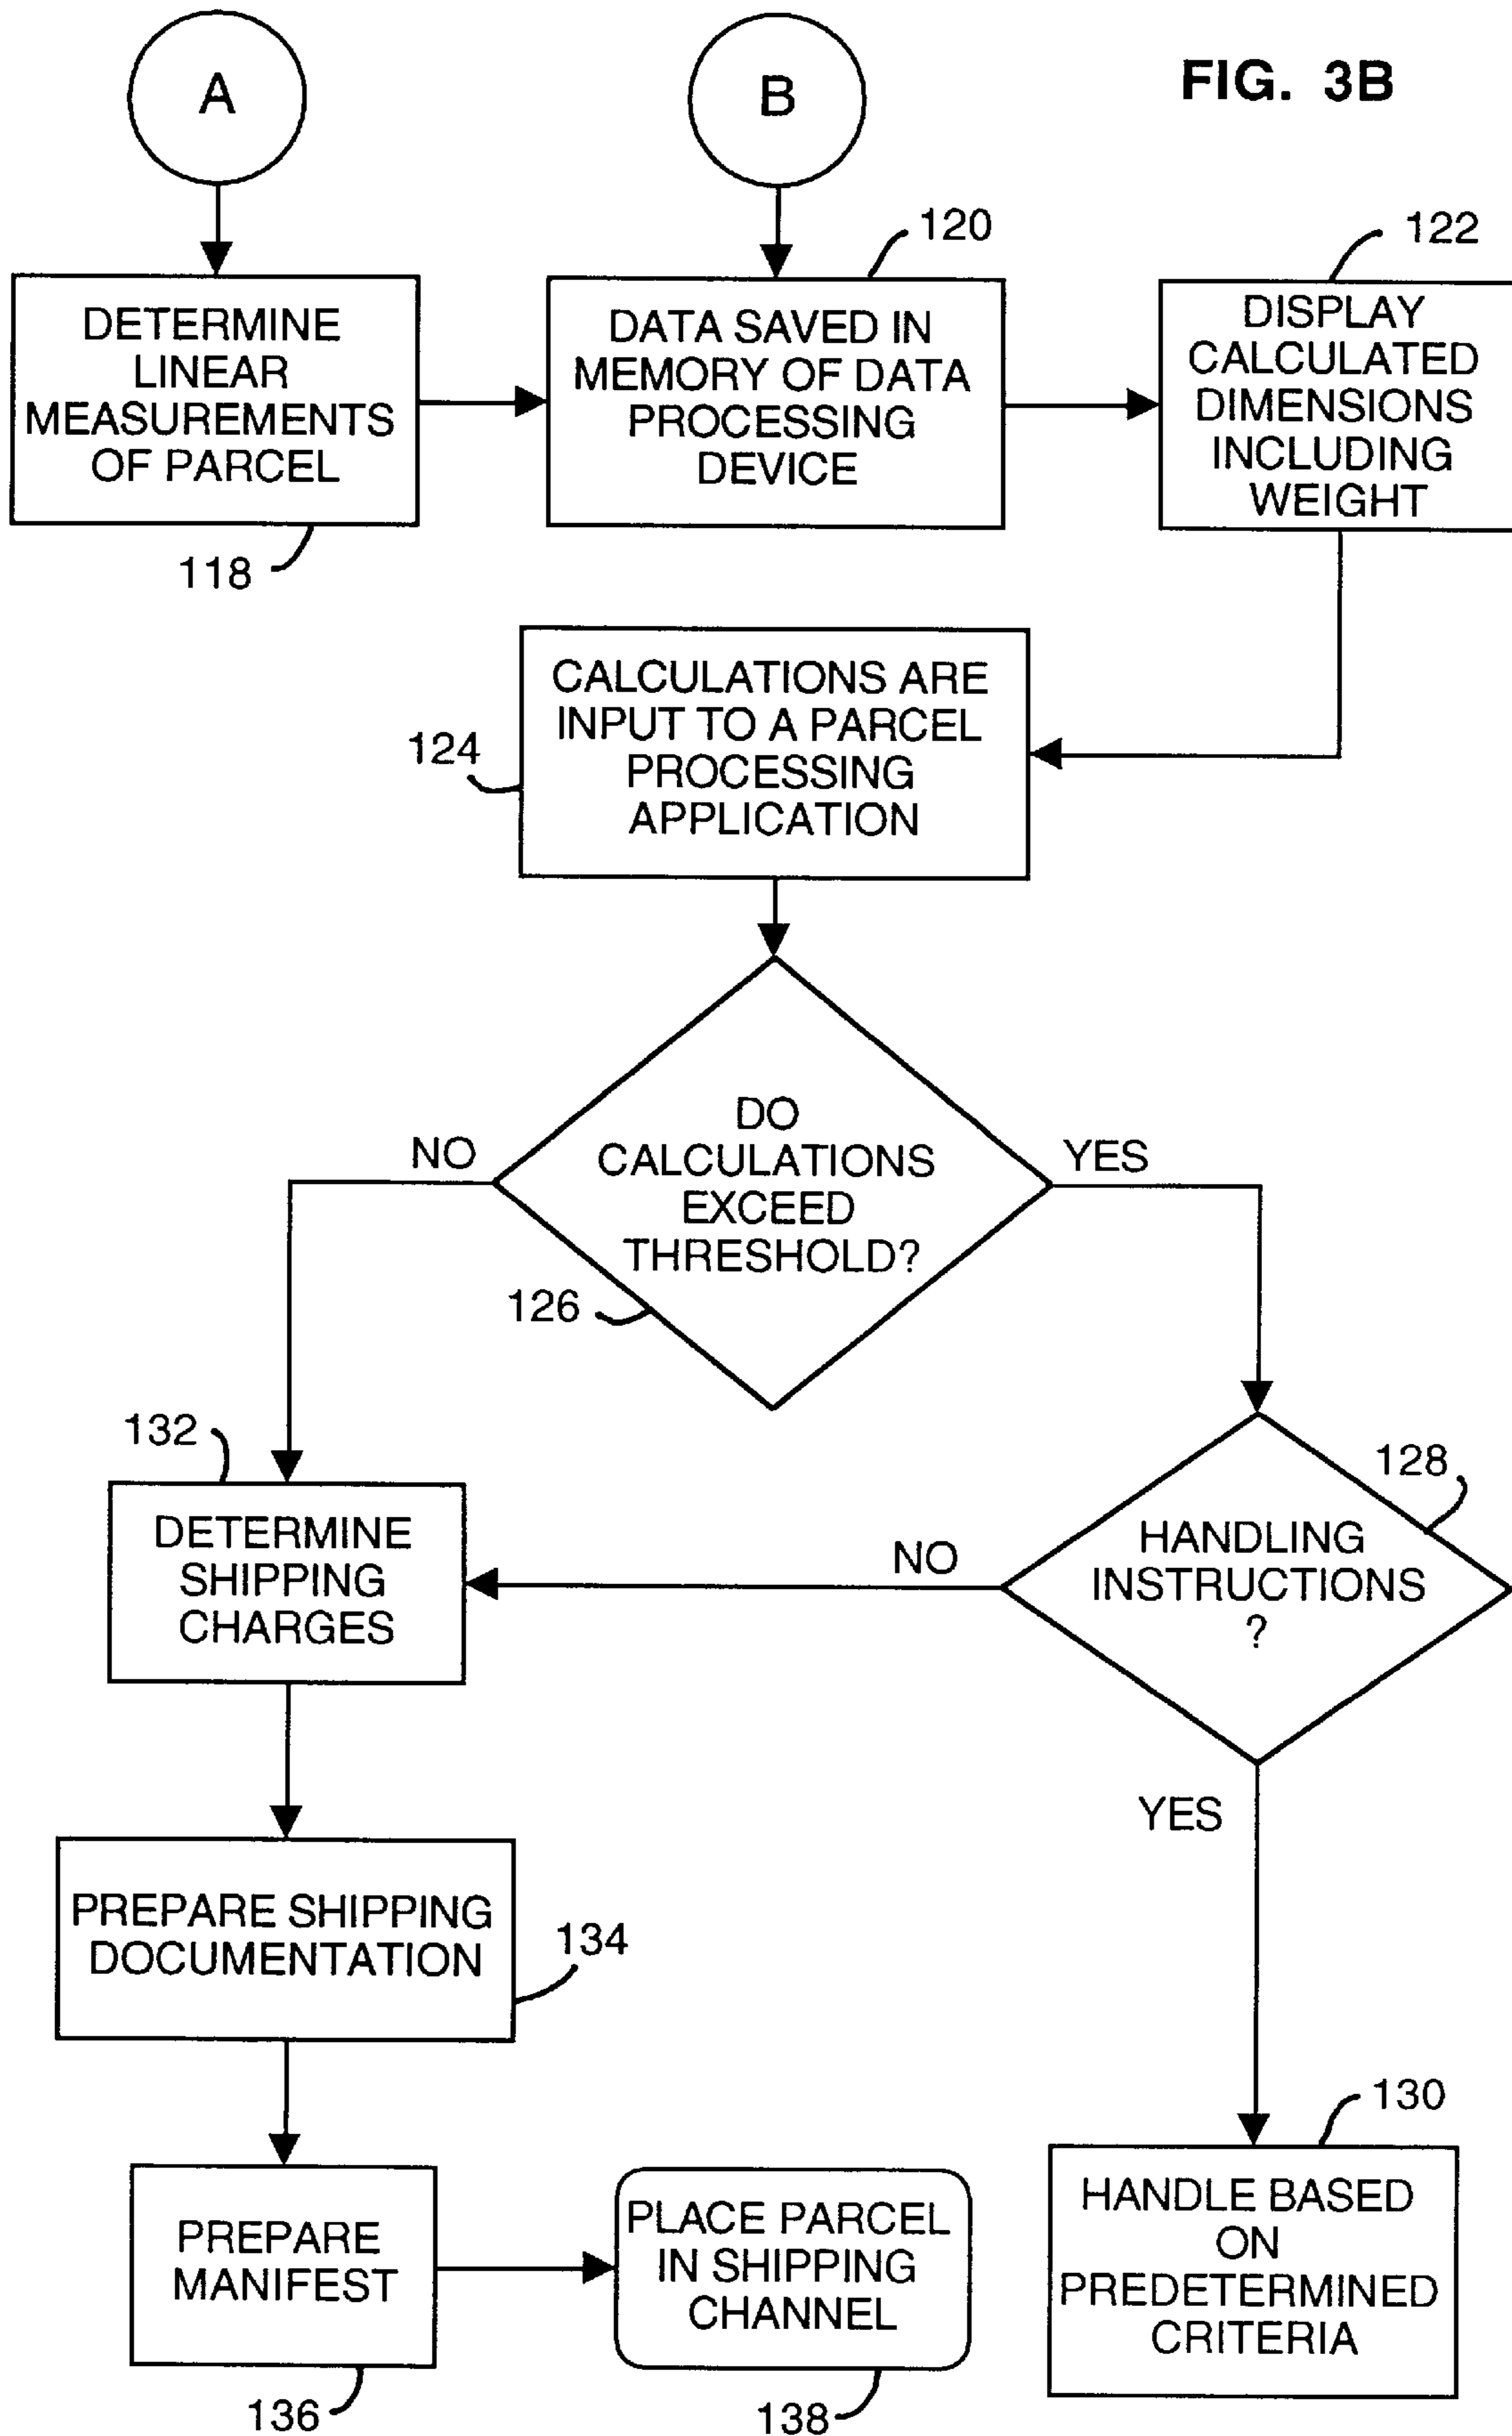 A
B
FIG. 3B
120
122
DETERMINE
LINEAR
MEASUREMENTS
OF PARCEL
118
DATA SAVED IN
MEMORY OF DATA
PROCESSING
DEVICE
DISPLAY
CALCULATED
DIMENSIONS
INCLUDING
WEIGHT
124
CALCULATIONS ARE
INPUT TO A PARCEL
PROCESSING
APPLICATION
NO
DO
CALCULATIONS
EXCEED
THRESHOLD?
YES
126
132
DETERMINE
SHIPPING
CHARGES
NO
128
HANDLING
INSTRUCTIONS
?
YES
PREPARE SHIPPING
DOCUMENTATION
134
130
PREPARE
MANIFEST
136
PLACE PARCEL
IN SHIPPING
CHANNEL
138
HANDLE BASED
ON
PREDETERMINED
CRITERIA